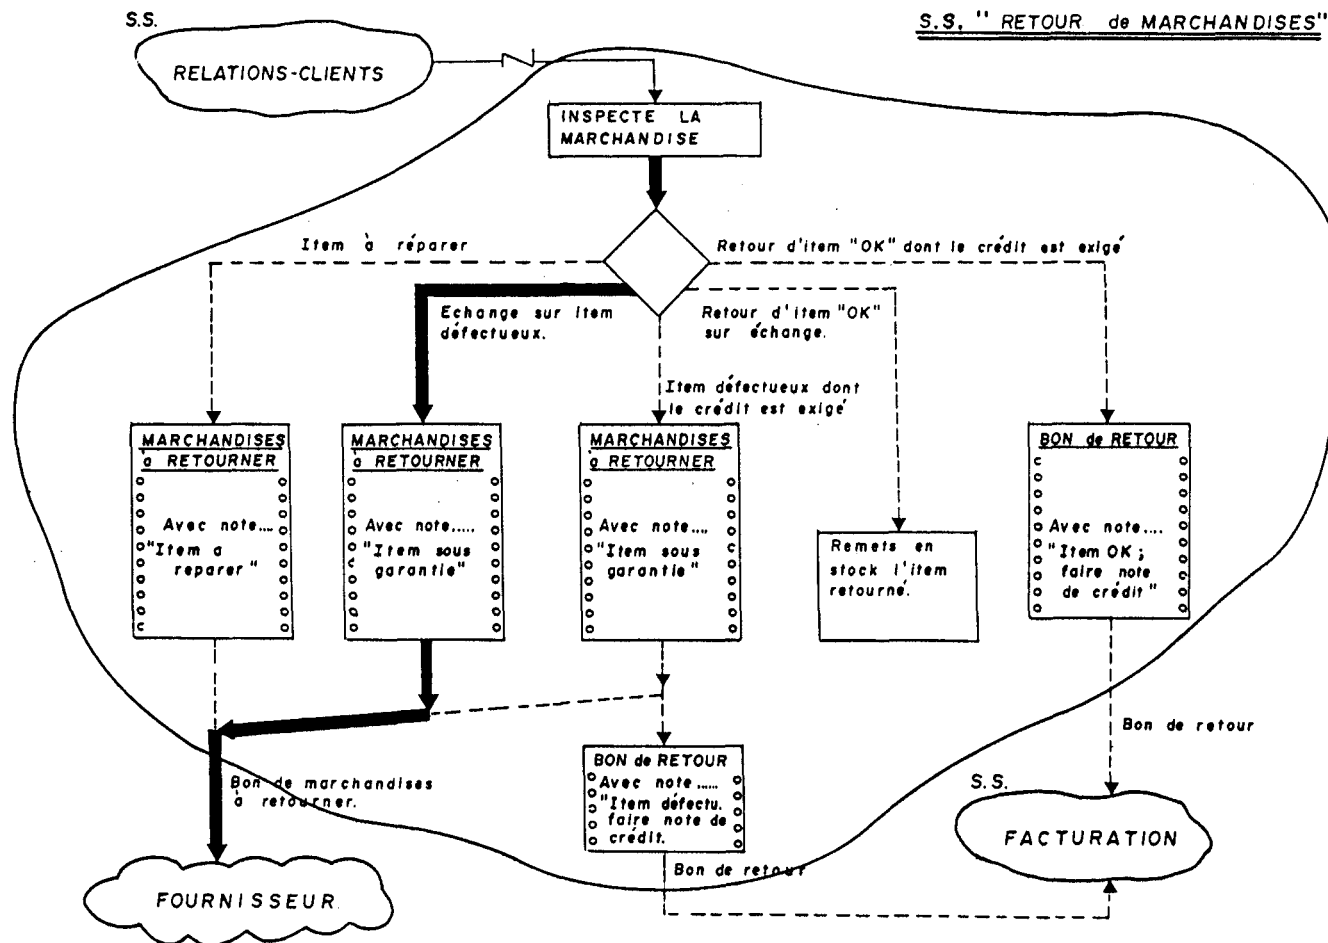 S.S.
S.S. " RETOUR de MARCHANDISES"
RELATIONS-CLIENTS
INSPECTE LA
MARCHANDISE
Item à réparer
Retour d'item "OK" dont le crédit est exigé
Echange sur item
défectueux.
Retour d'item "OK"
sur échange.
Item défectueux dont
le crédit est exigé
MARCHANDISES
à RETOURNER
Avec note....
"Item a
reparer"
MARCHANDISES
à RETOURNER
Avec note.....
"Item sous
garantie"
MARCHANDISES
à RETOURNER
Avec note....
"Item sous
garantie"
Remets en
stock l'item
retourné.
BON de RETOUR
Avec note....
"Item OK ;
faire note
de crédit"
Bon de marchandises
à retourner.
BON de RETOUR
Avec note.....
"Item défectu.
faire note de
crédit.
Bon de retour
Bon de retour
S.S.
FACTURATION
FOURNISSEUR